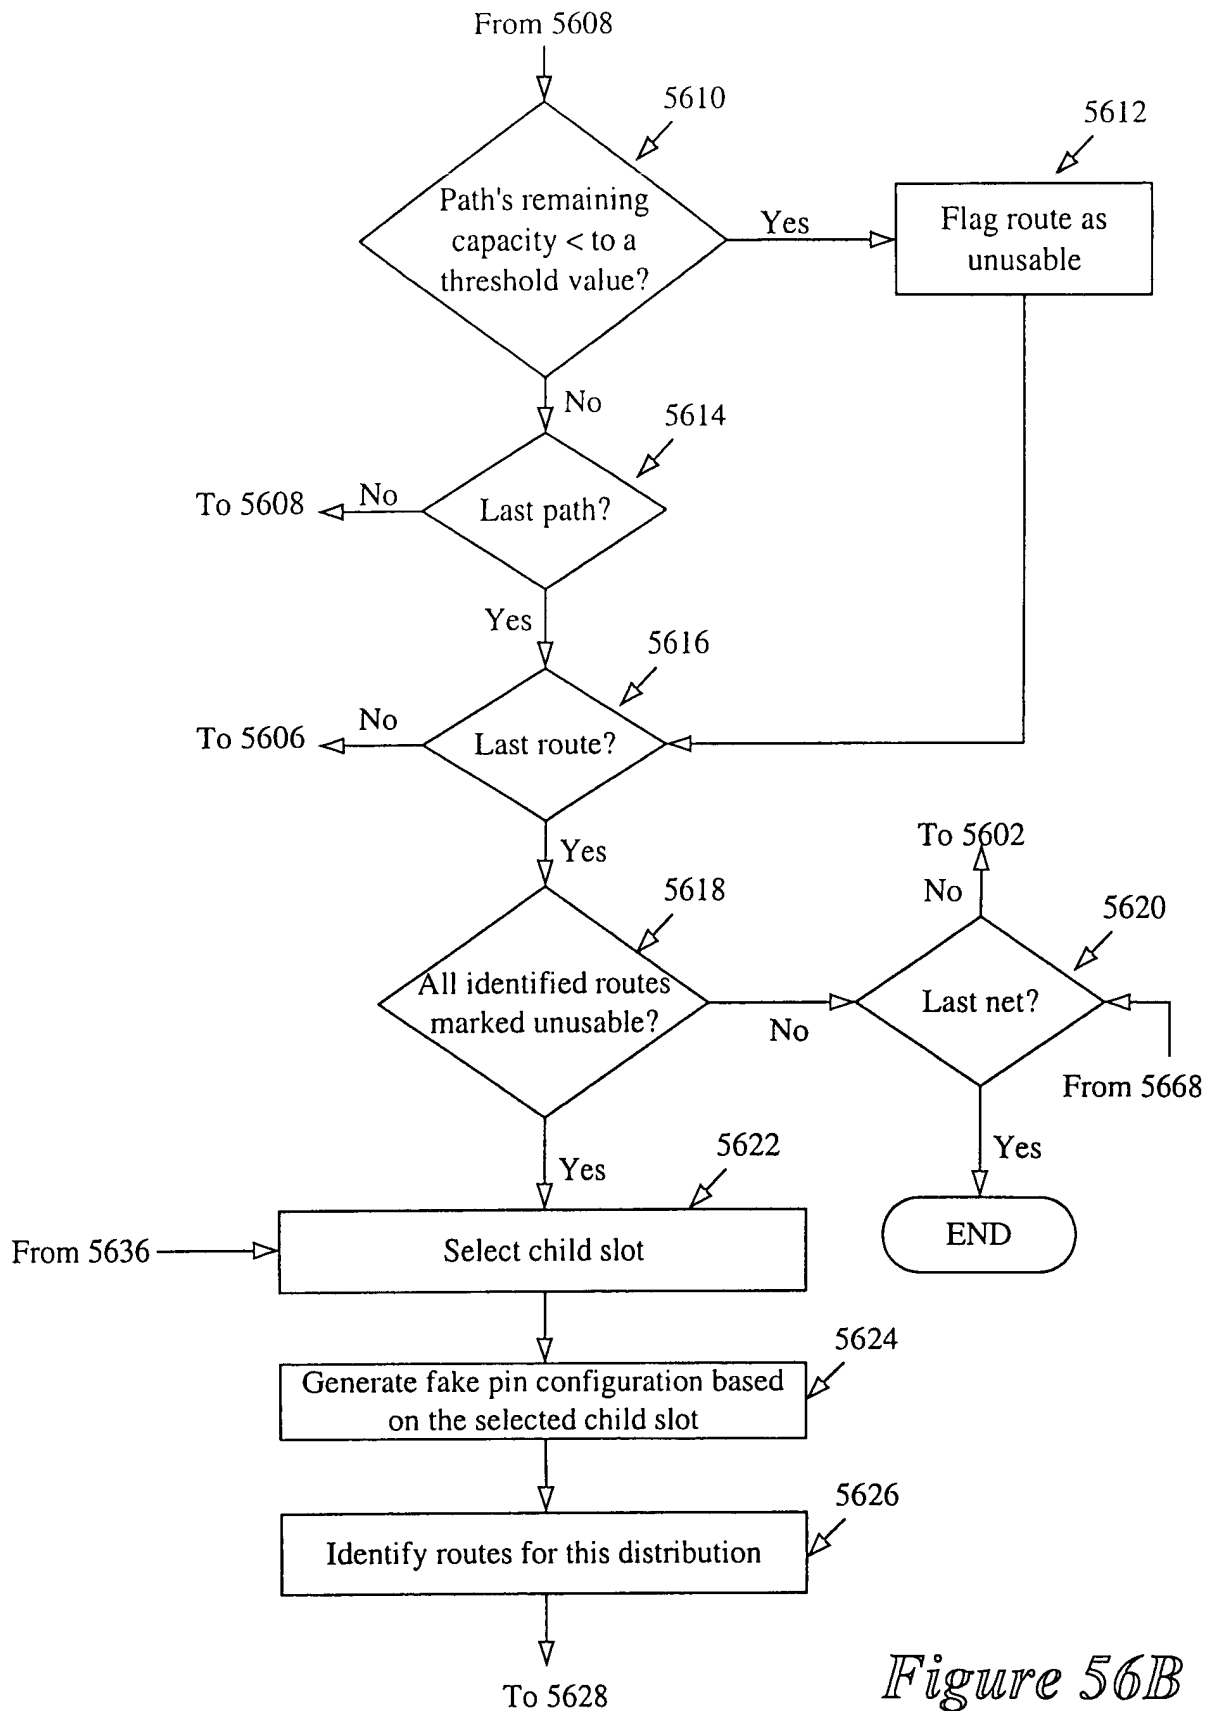 From 5608
5610
5612
Path's remaining
capacity < to a
threshold value?
Yes
Flag route as
unusable
No
5614
To 5608
No
Last path?
Yes
5616
To 5606
No
Last route?
Yes
To 5602
No
5618
5620
All identified routes
marked unusable?
No
Last net?
From 5668
Yes
Yes
5622
END
From 5636
Select child slot
5624
Generate fake pin configuration based
on the selected child slot
5626
Identify routes for this distribution
To 5628
Figure 56B